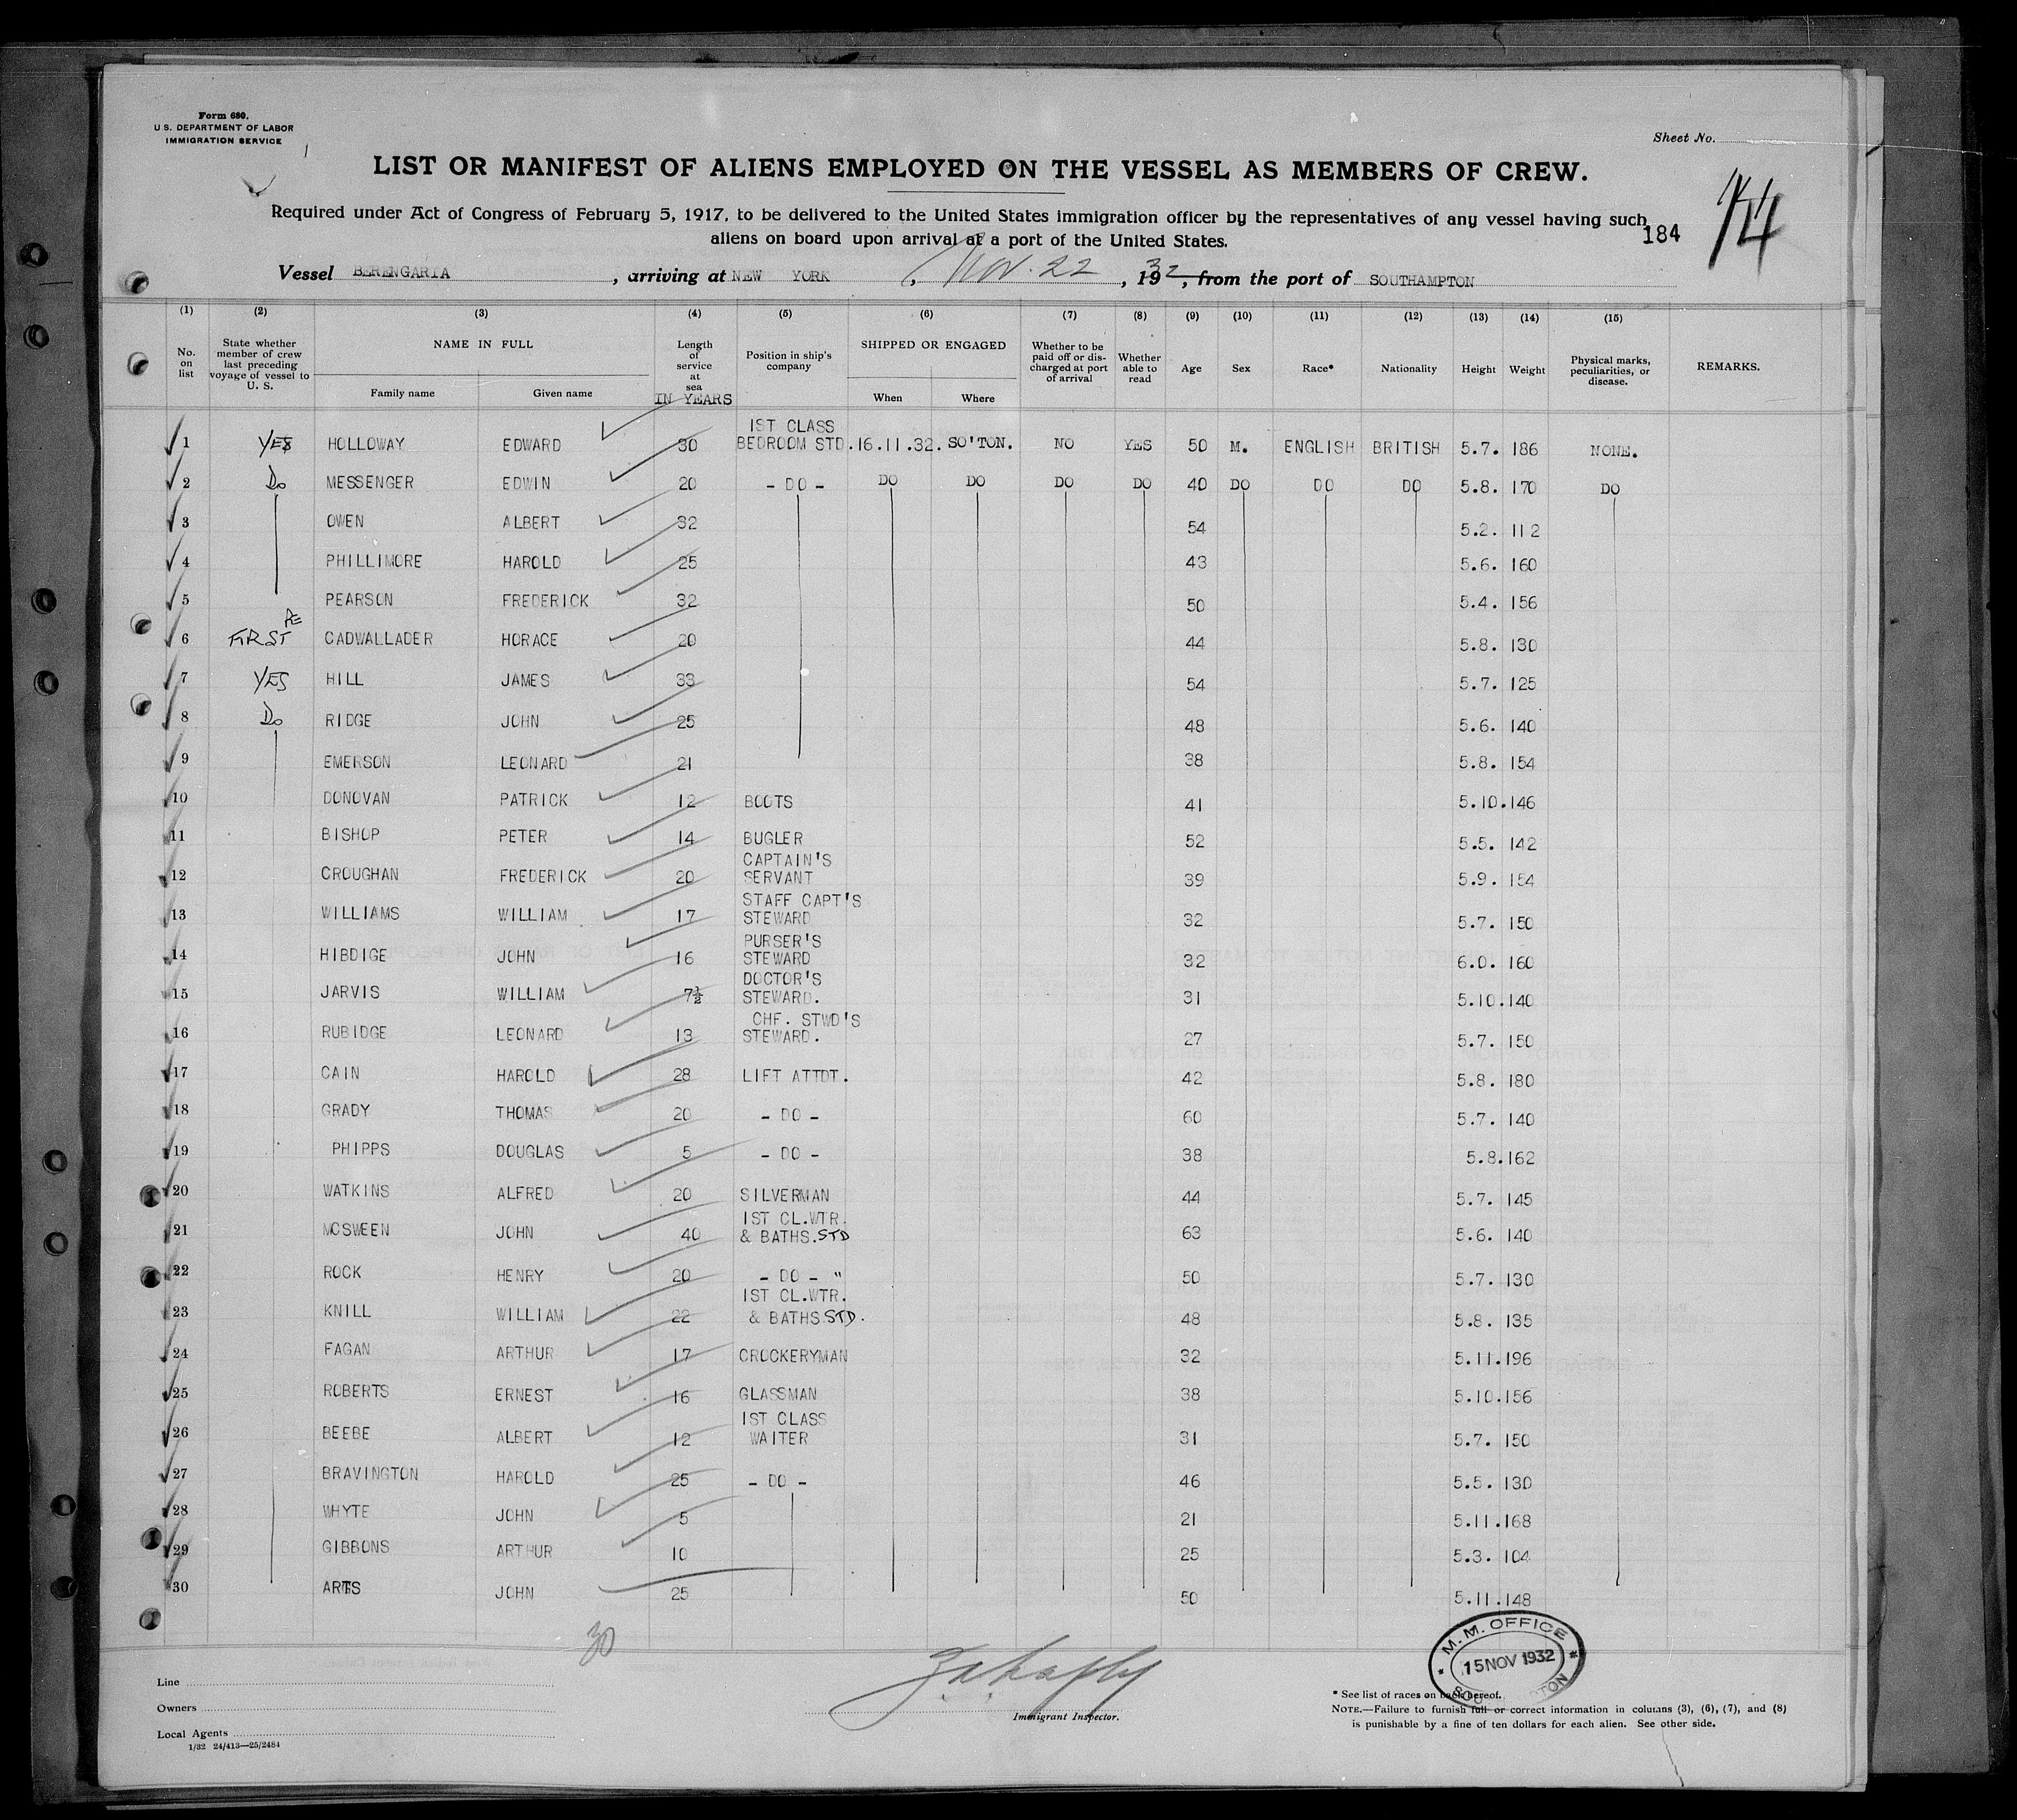 Form 680.
U.S. DEPARTMENT OF LABOR
IMMIGRATION SERVICE
Sheet No.
LIST OR MANIFEST OF ALIENS EMPLOYED ON THE VESSEL AS MEMBERS OF CREW.
Required under Act of Congress of February 5, 1917, to be delivered to the United States immigration officer by the representatives of any vessel having such
aliens on board upon arrival at a port of the United States.
184
Vessel BERENGARIA, arriving at NEW YORK, Nov. 22, 1932, from the port of SOUTHAMPTON
(1) (2) (3) (4) (5) (6) (7) (8) (9) (10) (11) (12) (13) (14) (15)
No. on list State whether member of crew last preceding voyage of vessel to U. S. NAME IN FULL Length of service at sea IN YEARS Position in ship's company SHIPPED OR ENGAGED Whether to be paid off or discharged at port of arrival Whether able to read Age Sex Race* Nationality Height Weight Physical marks, peculiarities, or disease. REMARKS.
Family name Given name When Where
1 YES HOLLOWAY EDWARD 30 1ST CLASS BEDROOM STD. 16.11.32. SO'TON. NO YES 50 M. ENGLISH BRITISH 5.7. 186 NONE.
2 Do MESSENGER EDWIN 20 - DO - DO DO DO DO 40 DO DO DO 5.8. 170 DO
3 OWEN ALBERT 32 54 5.2. 112
4 PHILLIMORE HAROLD 25 43 5.6. 160
5 PEARSON FREDERICK 32 50 5.4. 156
6 FIRST CADWALLADER HORACE 20 44 5.8. 130
7 YES HILL JAMES 33 54 5.7. 125
8 Do RIDGE JOHN 25 48 5.6. 140
9 EMERSON LEONARD 21 38 5.8. 154
10 DONOVAN PATRICK 12 BOOTS 41 5.10. 146
11 BISHOP PETER 14 BUGLER 52 5.5. 142
12 CROUGHAN FREDERICK 20 CAPTAIN'S SERVANT 39 5.9. 154
13 WILLIAMS WILLIAM 17 STAFF CAPT'S STEWARD 32 5.7. 150
14 HIBDIGE JOHN 16 PURSER'S STEWARD 32 6.0. 160
15 JARVIS WILLIAM 7½ DOCTOR'S STEWARD. 31 5.10. 140
16 RUBIDGE LEONARD 13 CHF. STWD'S STEWARD. 27 5.7. 150
17 CAIN HAROLD 28 LIFT ATTDT. 42 5.8. 180
18 GRADY THOMAS 20 - DO - 60 5.7. 140
19 PHIPPS DOUGLAS 5 - DO - 38 5.8. 162
20 WATKINS ALFRED 20 SILVERMAN 44 5.7. 145
21 MCSWEEN JOHN 40 1ST CL.WTR. & BATHS.STD 63 5.6. 140
22 ROCK HENRY 20 - DO - " 50 5.7. 130
23 KNILL WILLIAM 22 1ST CL.WTR. & BATHS STD. 48 5.8. 135
24 FAGAN ARTHUR 17 CROCKERYMAN 32 5.11. 196
25 ROBERTS ERNEST 16 GLASSMAN 38 5.10. 156
26 BEEBE ALBERT 12 1ST CLASS WAITER 31 5.7. 150
27 BRAVINGTON HAROLD 25 - DO - 46 5.5. 130
28 WHYTE JOHN 5 21 5.11. 168
29 GIBBONS ARTHUR 10 25 5.3. 104
30 JOHN 25 50 5.11. 148
30
M. M. OFFICE
15 NOV 1932
Line
Owners
Local Agents
1/32 24/413—25/2484
Immigrant Inspector.
* See list of races on back hereof.
NOTE.—Failure to furnish full or correct information in columns (3), (6), (7), and (8)
is punishable by a fine of ten dollars for each alien. See other side.